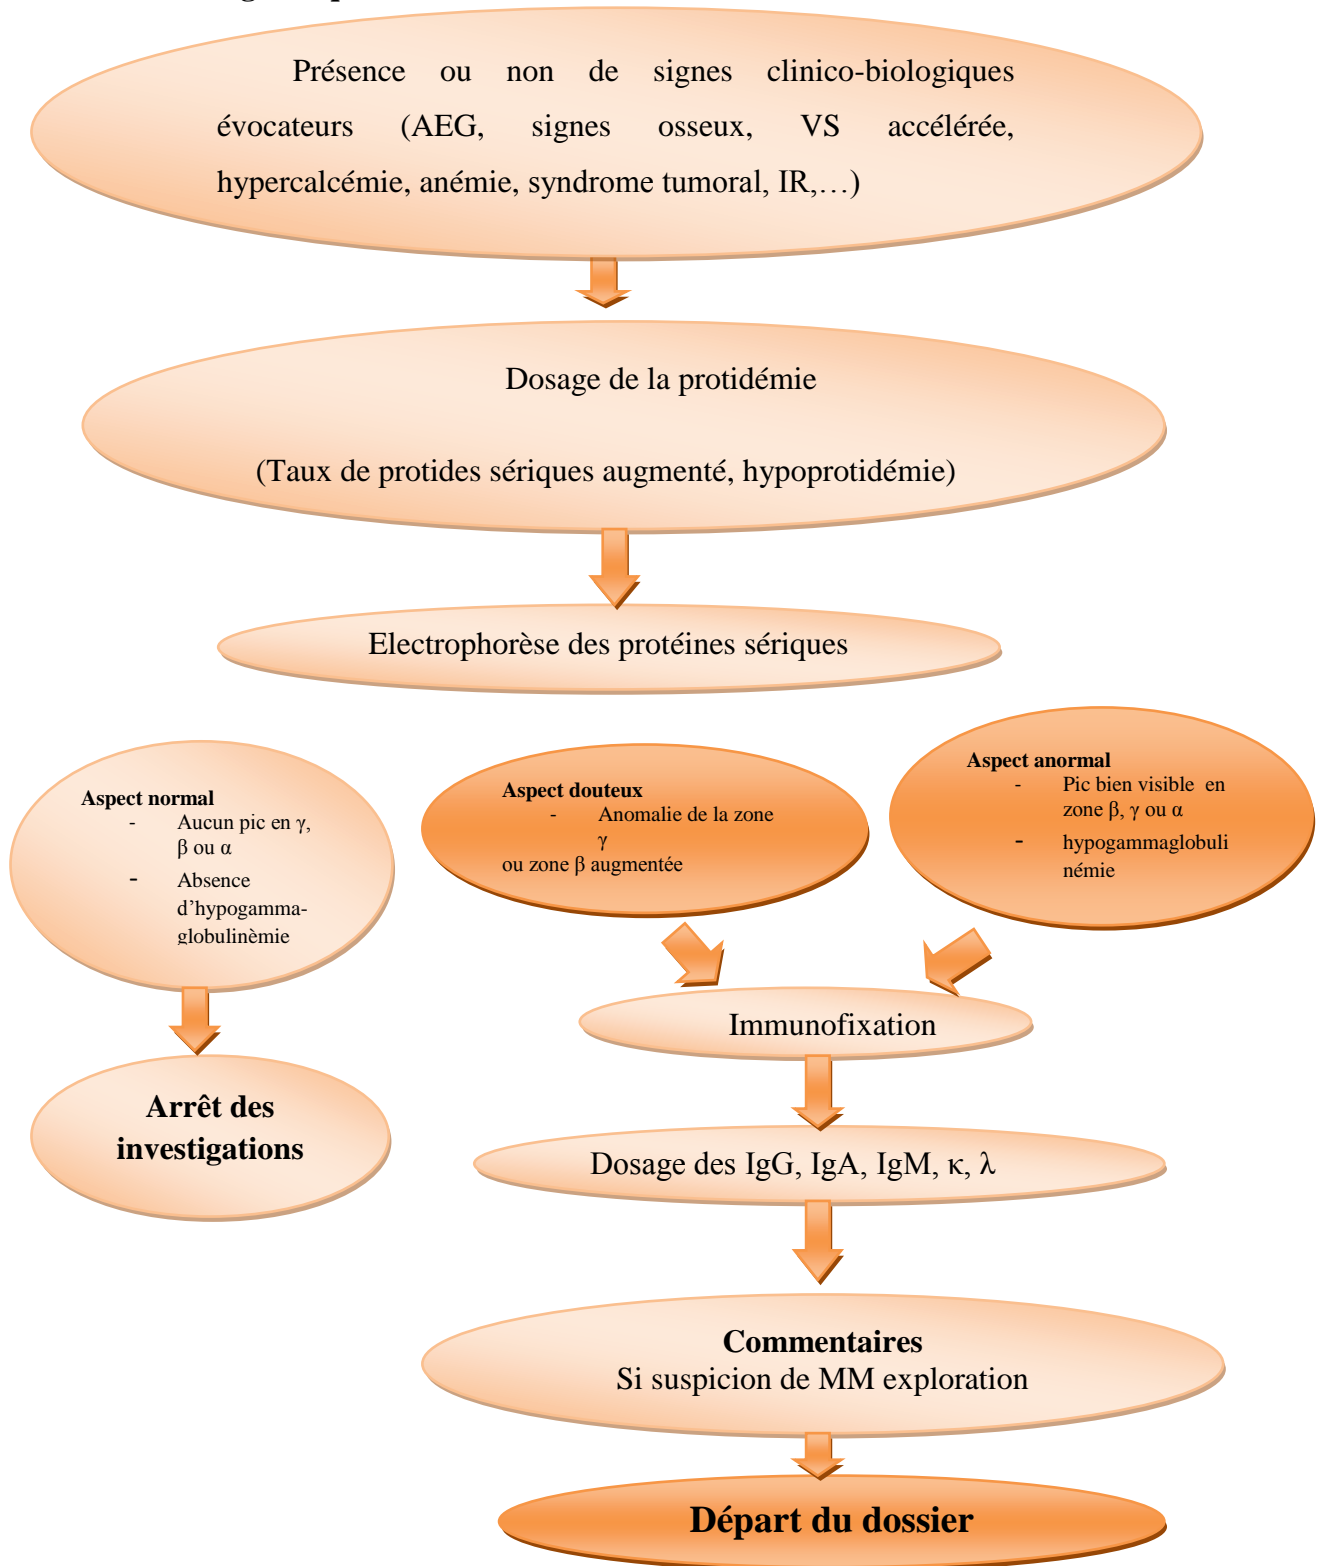 Présence ou non de signes clinico-biologiques
évocateurs (AEG, signes osseux, VS accélérée,
hypercalcémie, anémie, syndrome tumoral, IR,…)
Dosage de la protidémie
(Taux de protides sériques augmenté, hypoprotidémie)
Electrophorèse des protéines sériques
Aspect normal
- Aucun pic en γ,
β ou α
- Absence
d’hypogamma-
globulinèmie
Aspect douteux
- Anomalie de la zone
γ
ou zone β augmentée
Aspect anormal
- Pic bien visible en
zone β, γ ou α
- hypogammaglobuli
némie
Arrêt des
investigations
Immunofixation
Dosage des IgG, IgA, IgM, κ, λ
Commentaires
Si suspicion de MM exploration
Départ du dossier